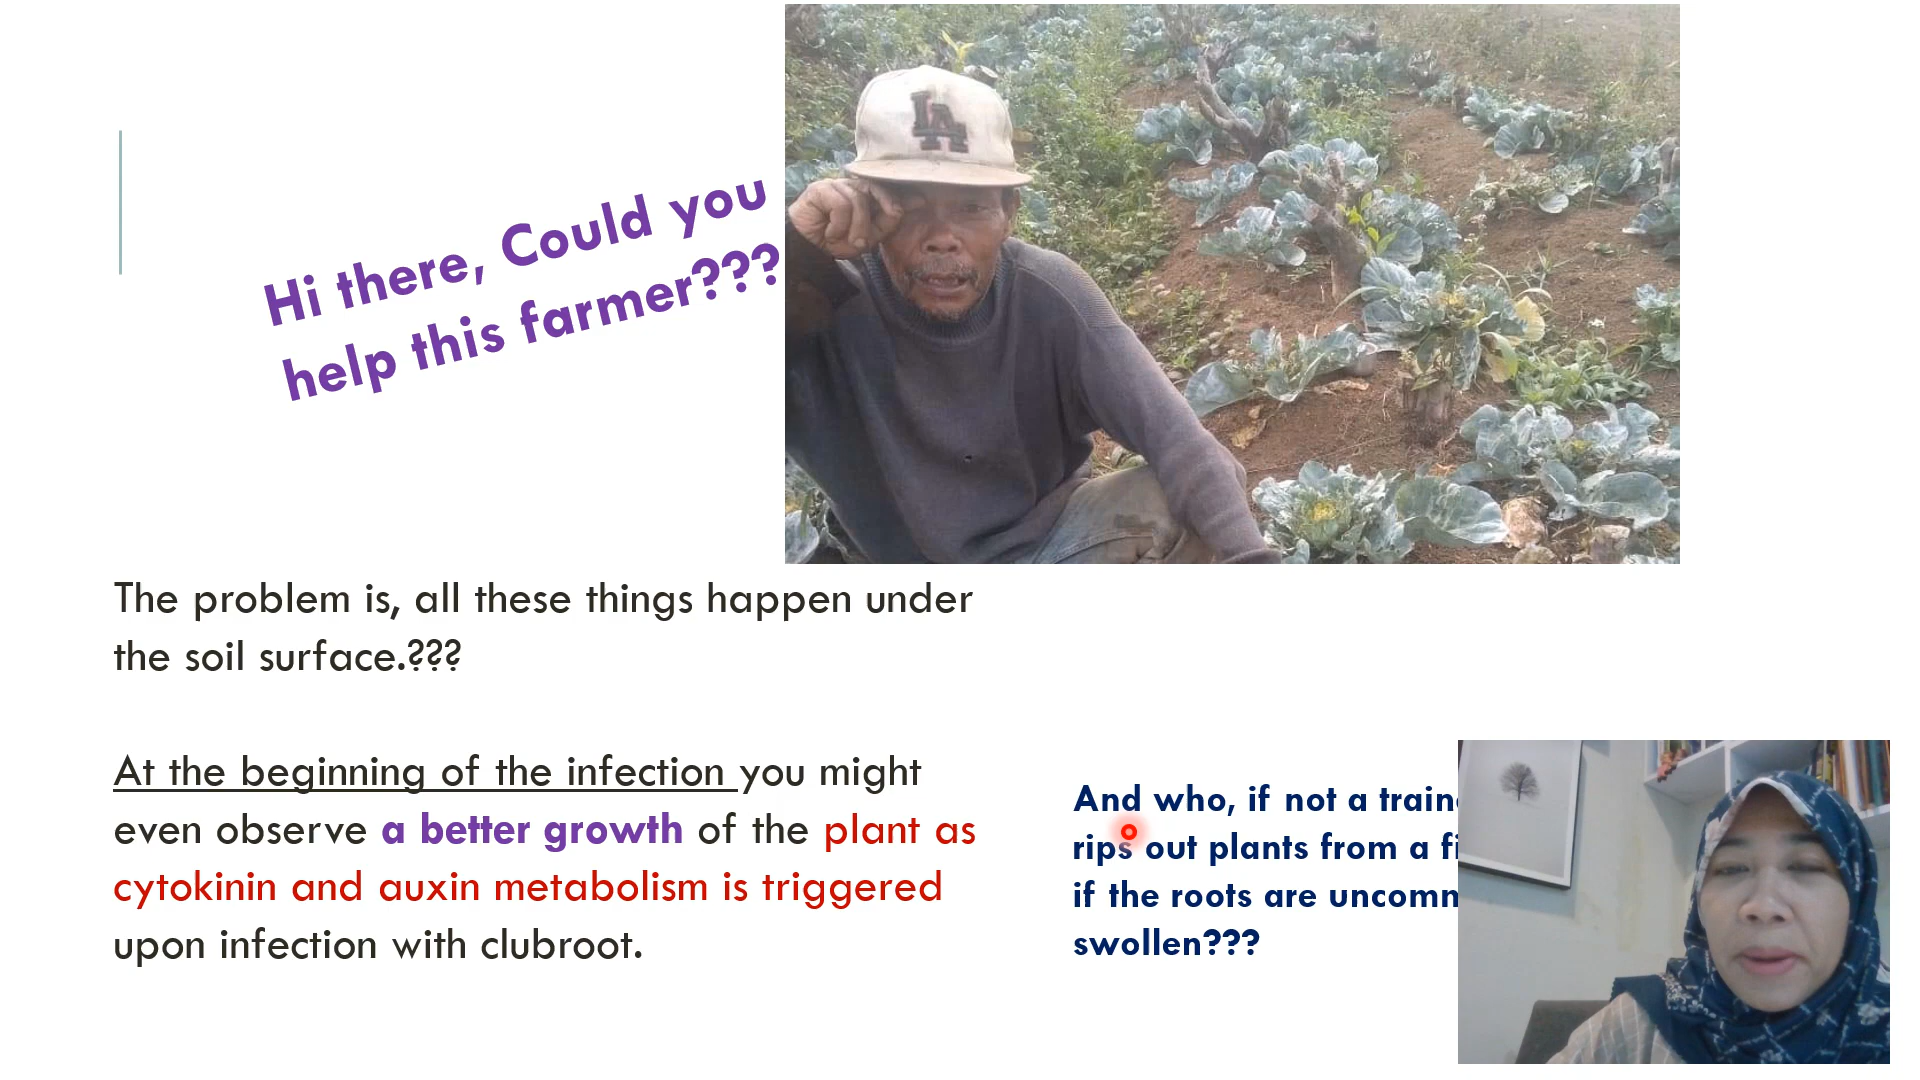 Hi there, Could you
help this farmer???
LA
The problem is, all these things happen under
the soil surface.???
At the beginning of the infection you might
even observe a better growth of the plant as
cytokinin and auxin metabolism is triggered
upon infection with clubroot.
And who, if not a
rips out plants from a
if the roots are
swollen???